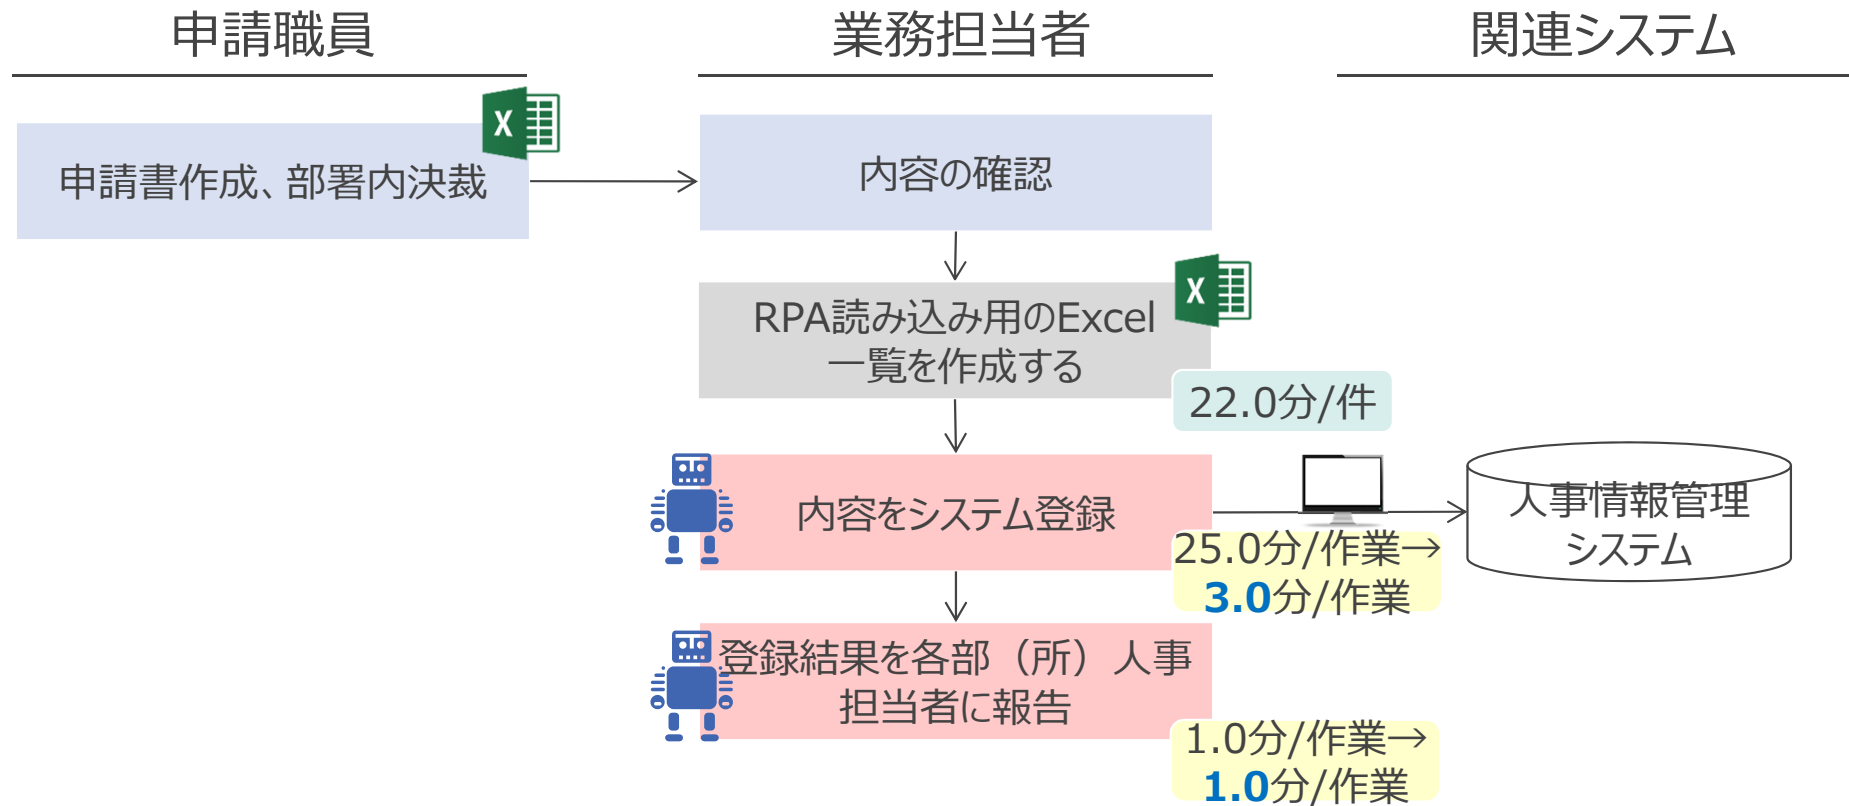 申請職員
業務担当者
関連システム
X
申請書作成、部署内決裁
内容の確認
RPA読み込み用のExcel
一覧を作成する
X
22.0分/件
内容をシステム登録
人事情報管理
システム
25.0分/作業→
3.0分/作業
登録結果を各部（所）人事
担当者に報告
1.0分/作業→
1.0分/作業